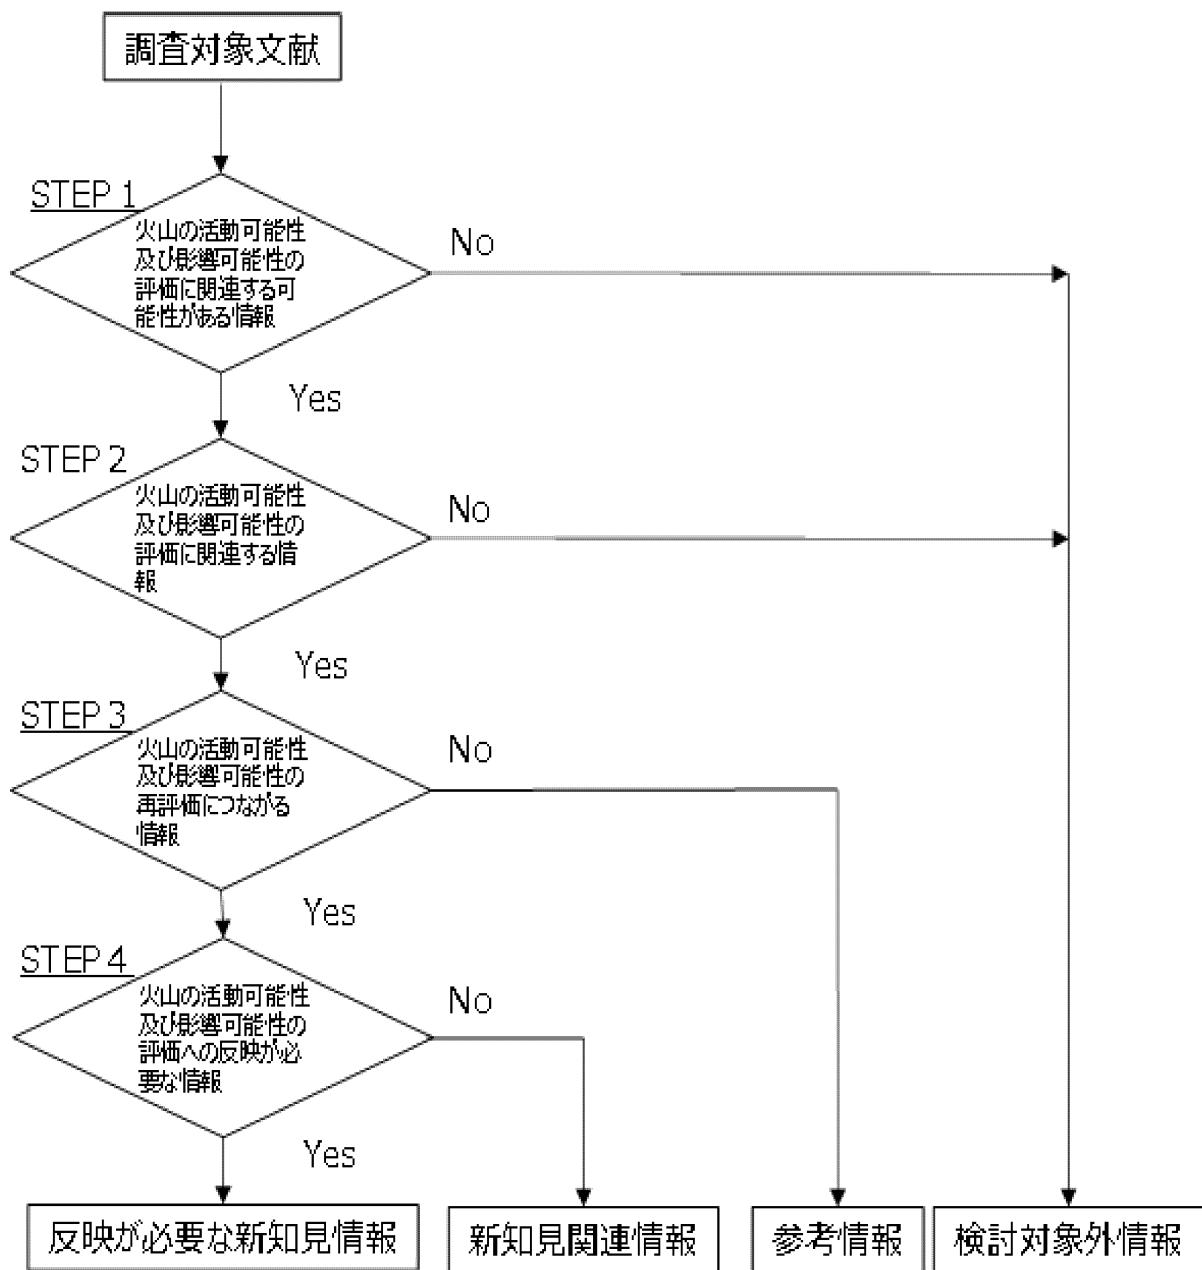 調査対象文献
STEP 1
火山の活動可能性
及び影響可能性の
評価に関連する可
能性がある情報
No
Yes
STEP 2
火山の活動可能性
及び影響可能性の
評価に関連する情
報
No
Yes
STEP 3
火山の活動可能性
及び影響可能性の
再評価につながる
情報
No
Yes
STEP 4
火山の活動可能性
及び影響可能性の
評価への反映が必
要な情報
No
Yes
反映が必要な新知見情報
新知見関連情報
参考情報
検討対象外情報